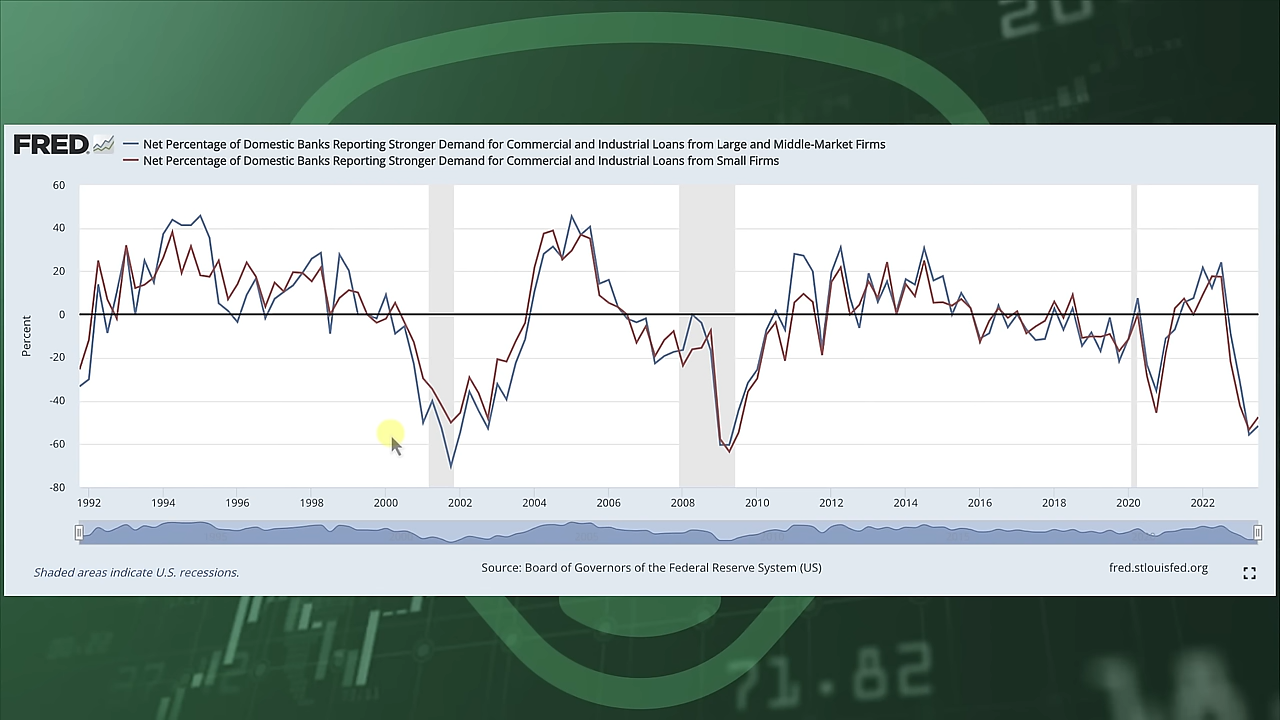 20
FRED
Net Percentage of Domestic Banks Reporting Stronger Demand for Commercial and Industrial Loans from Large and Middle-Market Firms
Net Percentage of Domestic Banks Reporting Stronger Demand for Commercial and Industrial Loans from Small Firms
60
40
20
0
-20
-40
-60
-80
Percent
1992 1994 1996 1998 2000 2002 2004 2006 2008 2010 2012 2014 2016 2018 2020 2022
Shaded areas indicate U.S. recessions.
Source: Board of Governors of the Federal Reserve System (US)
fred.stlouisfed.org
71.82